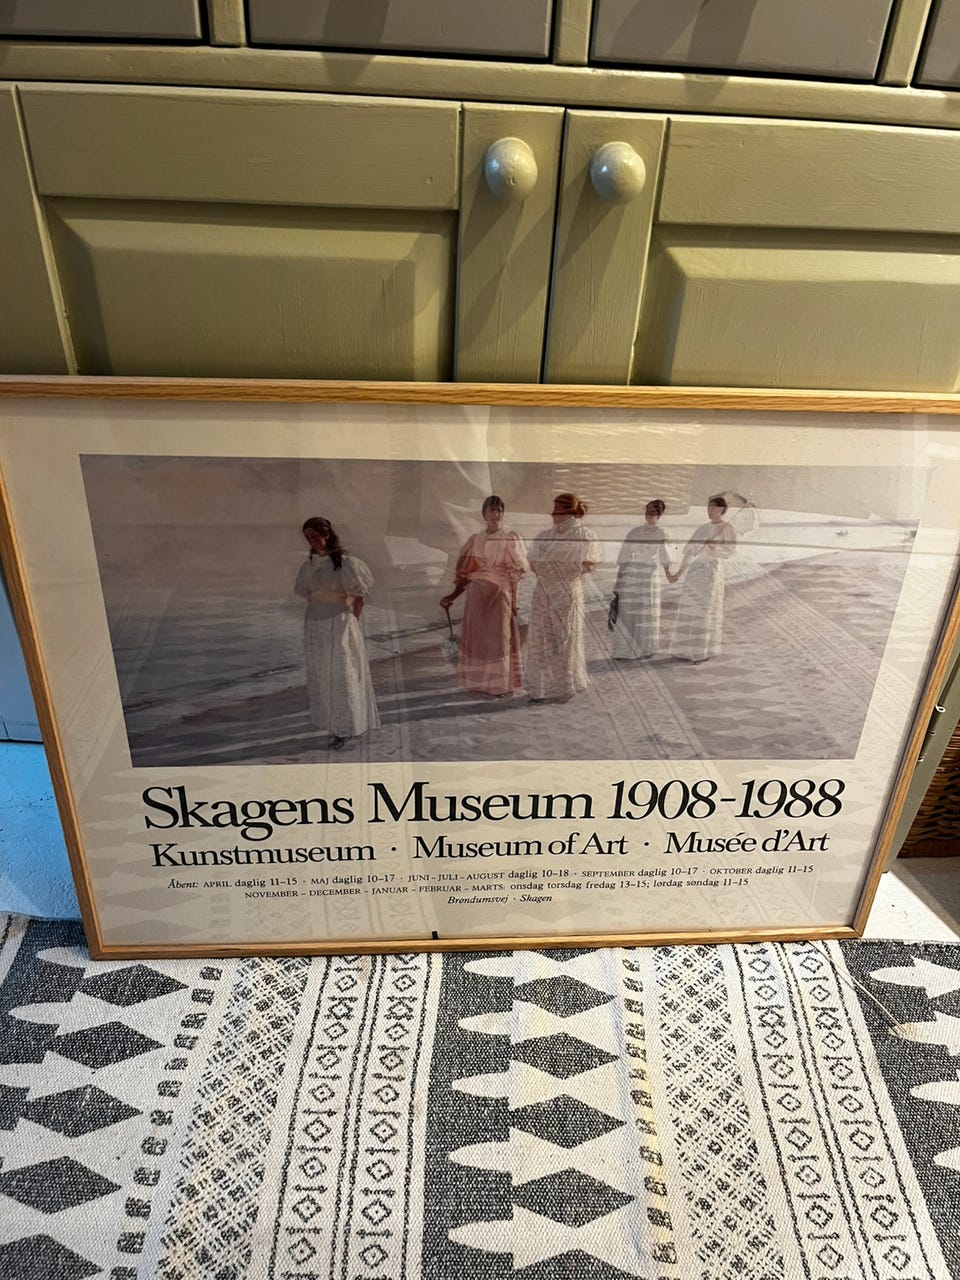 Skagens Museum 1908-1988
Kunstmuseum · Museum of Art · Musée d'Art
Åbent: APRIL daglig 11-15 · MAJ daglig 10-17 · JUNI - JULI - AUGUST daglig 10-18 · SEPTEMBER daglig 10-17 · OKTOBER daglig 11-15
NOVEMBER - DECEMBER - JANUAR - FEBRUAR - MARTS: onsdag torsdag fredag 13-15; lørdag søndag 11-15
Brøndumsvej · Skagen